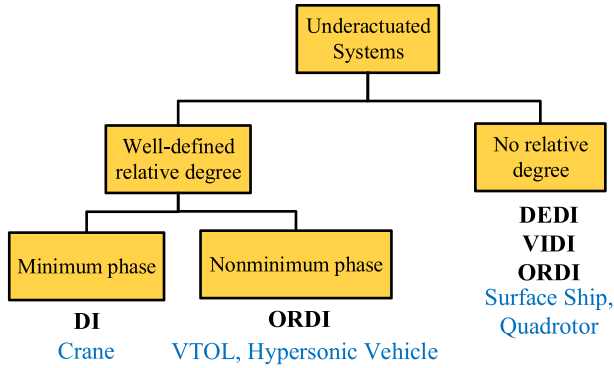 Underactuated
Systems
Well-defined
relative degree
No relative
degree
Minimum phase
Nonminimum phase
DEDI
VIDI
ORDI
Surface Ship,
Quadrotor
DI
Crane
ORDI
VTOL, Hypersonic Vehicle